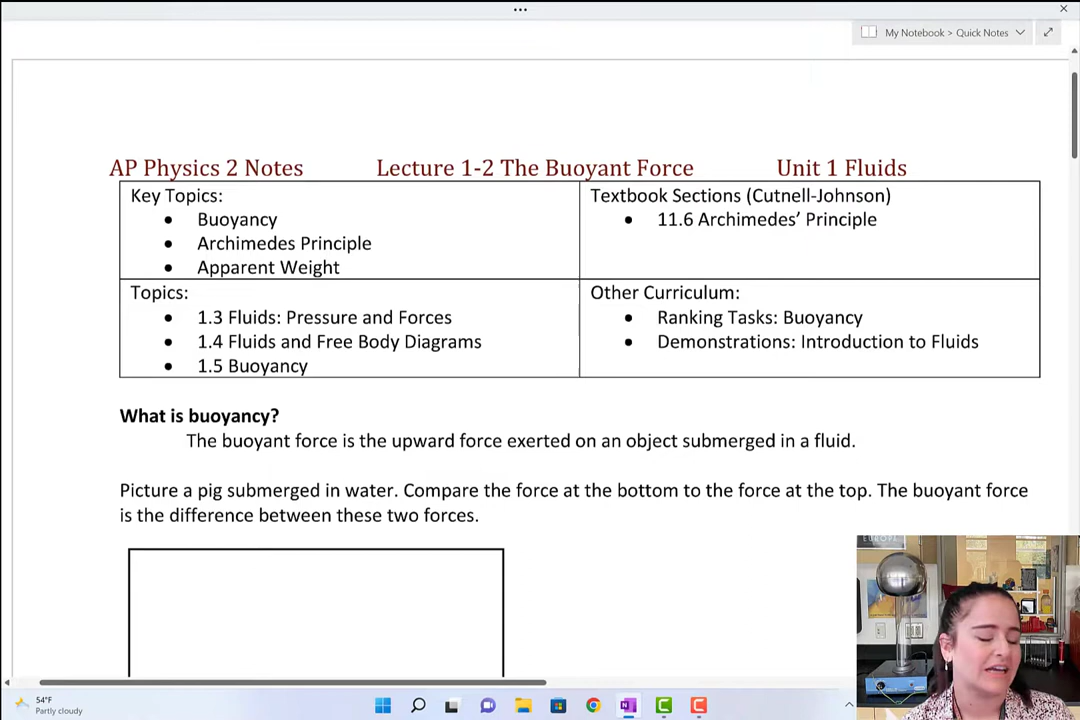 My Notebook > Quick Notes
AP Physics 2 Notes Lecture 1-2 The Buoyant Force Unit 1 Fluids
Key Topics:
• Buoyancy
• Archimedes Principle
• Apparent Weight
Textbook Sections (Cutnell-Johnson)
• 11.6 Archimedes’ Principle
Topics:
• 1.3 Fluids: Pressure and Forces
• 1.4 Fluids and Free Body Diagrams
• 1.5 Buoyancy
Other Curriculum:
• Ranking Tasks: Buoyancy
• Demonstrations: Introduction to Fluids
What is buoyancy?
The buoyant force is the upward force exerted on an object submerged in a fluid.
Picture a pig submerged in water. Compare the force at the bottom to the force at the top. The buoyant force
is the difference between these two forces.
EUROPE
54°F
Partly cloudy